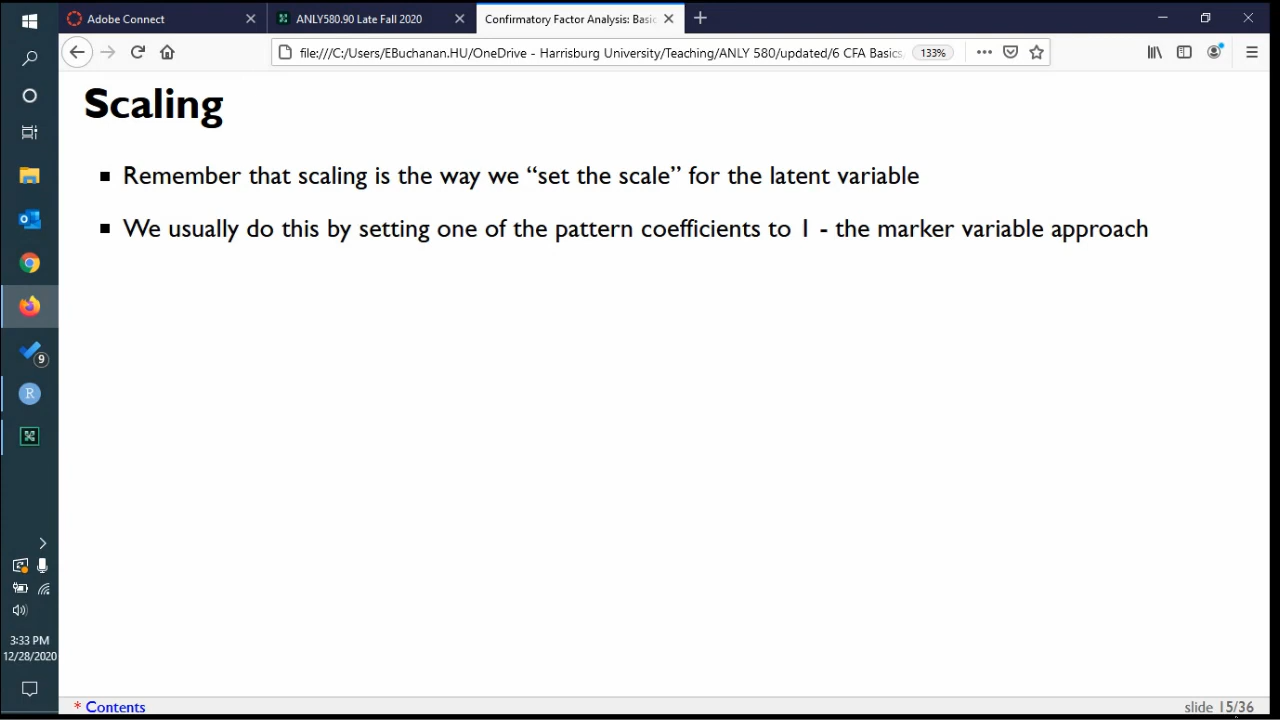 Adobe Connect
ANLY580.90 Late Fall 2020
Confirmatory Factor Analysis: Basic
file:///C:/Users/EBuchanan.HU/OneDrive - Harrisburg University/Teaching/ANLY 580/updated/6 CFA Basics,
133%
Scaling
Remember that scaling is the way we “set the scale” for the latent variable
We usually do this by setting one of the pattern coefficients to 1 - the marker variable approach
9
R
3:33 PM
12/28/2020
* Contents
slide 15/36